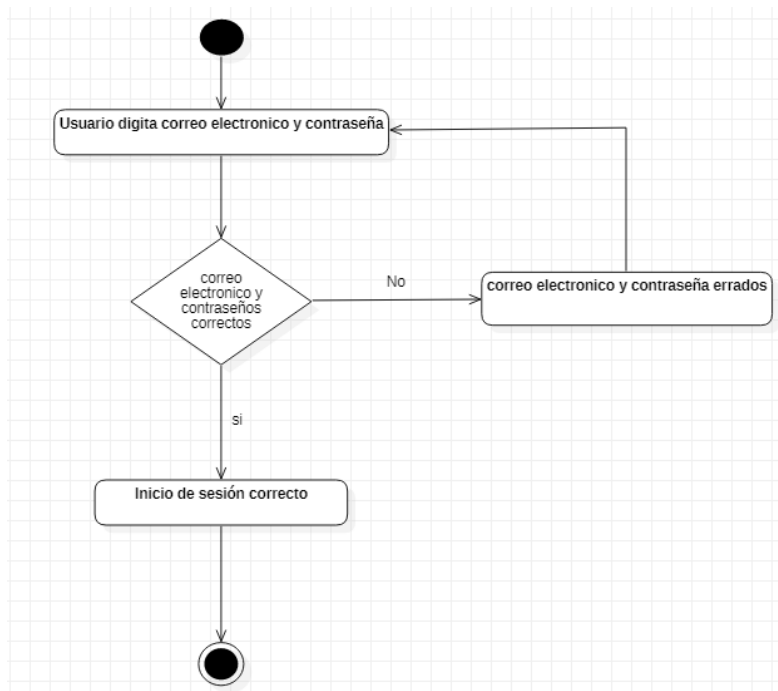 Usuario digita correo electronico y contraseña
correo
electronico y
contraseños
correctos
No
correo electronico y contraseña errados
si
Inicio de sesión correcto